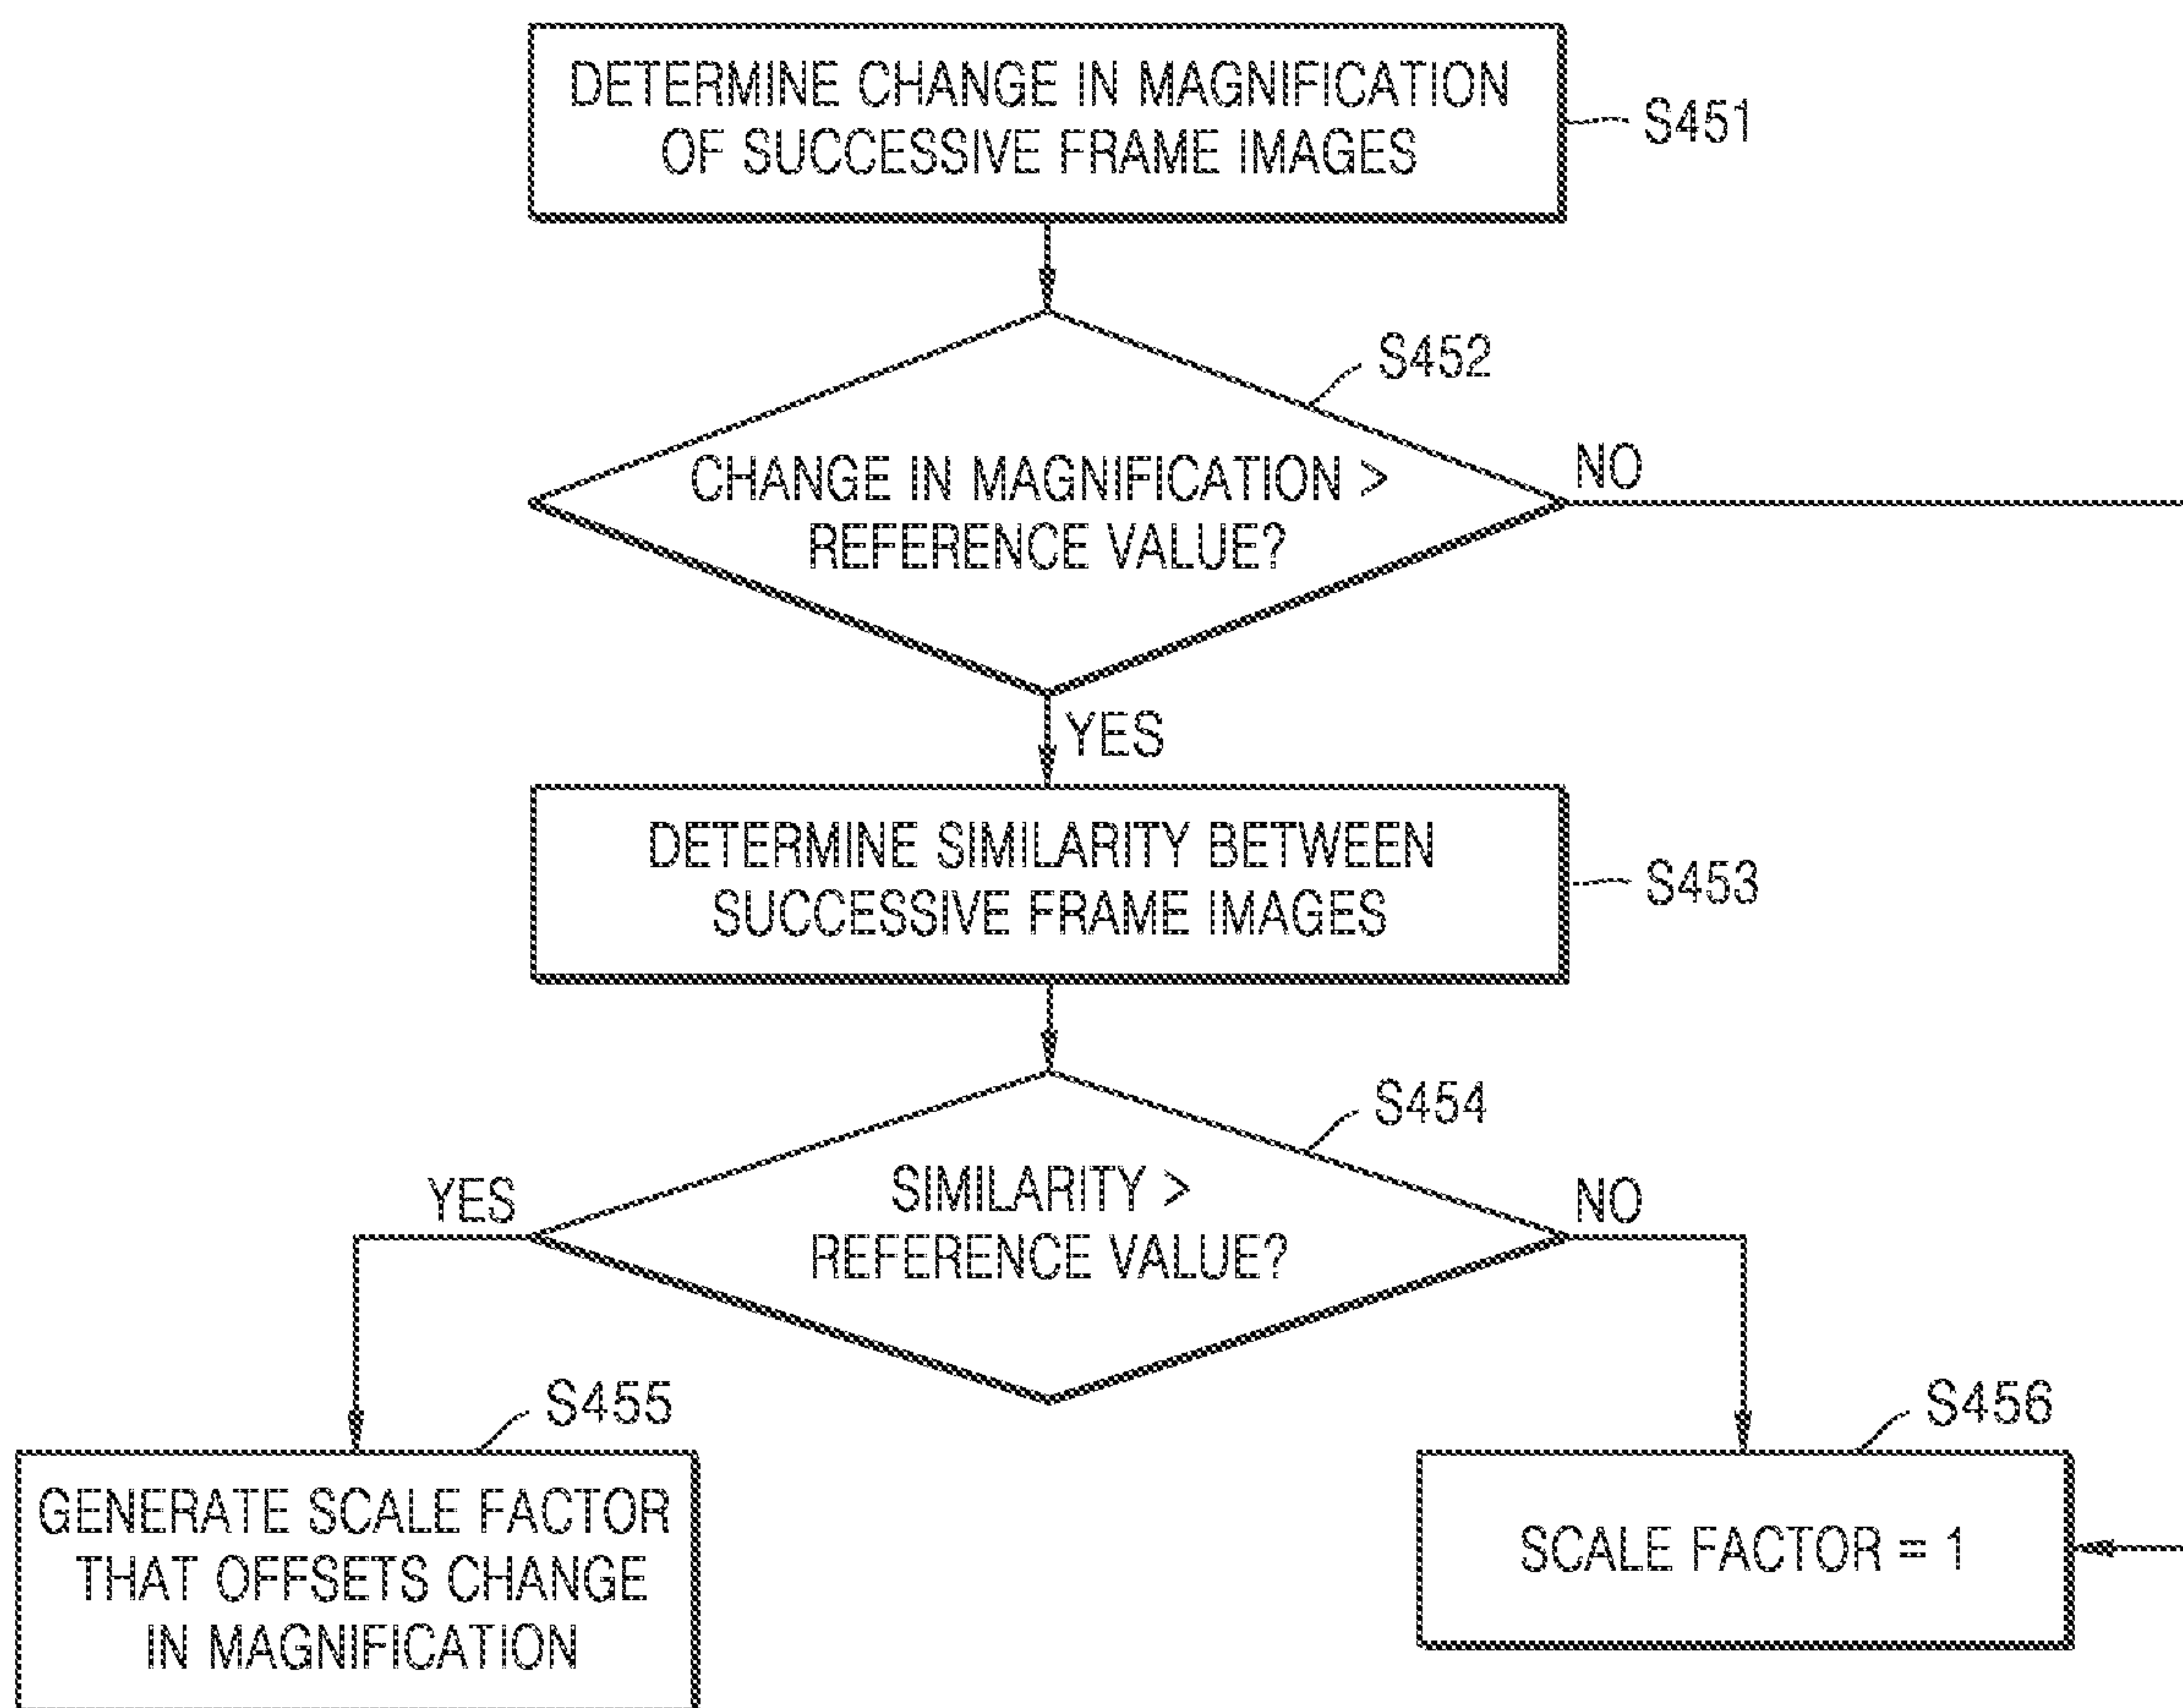 DETERMINE CHANGE IN MAGNIFICATION
OF SUCCESSIVE FRAME IMAGES
S451
S452
CHANGE IN MAGNIFICATION >
REFERENCE VALUE?
NO
YES
DETERMINE SIMILARITY BETWEEN
SUCCESSIVE FRAME IMAGES
S453
S454
SIMILARITY >
REFERENCE VALUE?
YES
NO
S455
GENERATE SCALE FACTOR
THAT OFFSETS CHANGE
IN MAGNIFICATION
S456
SCALE FACTOR = 1